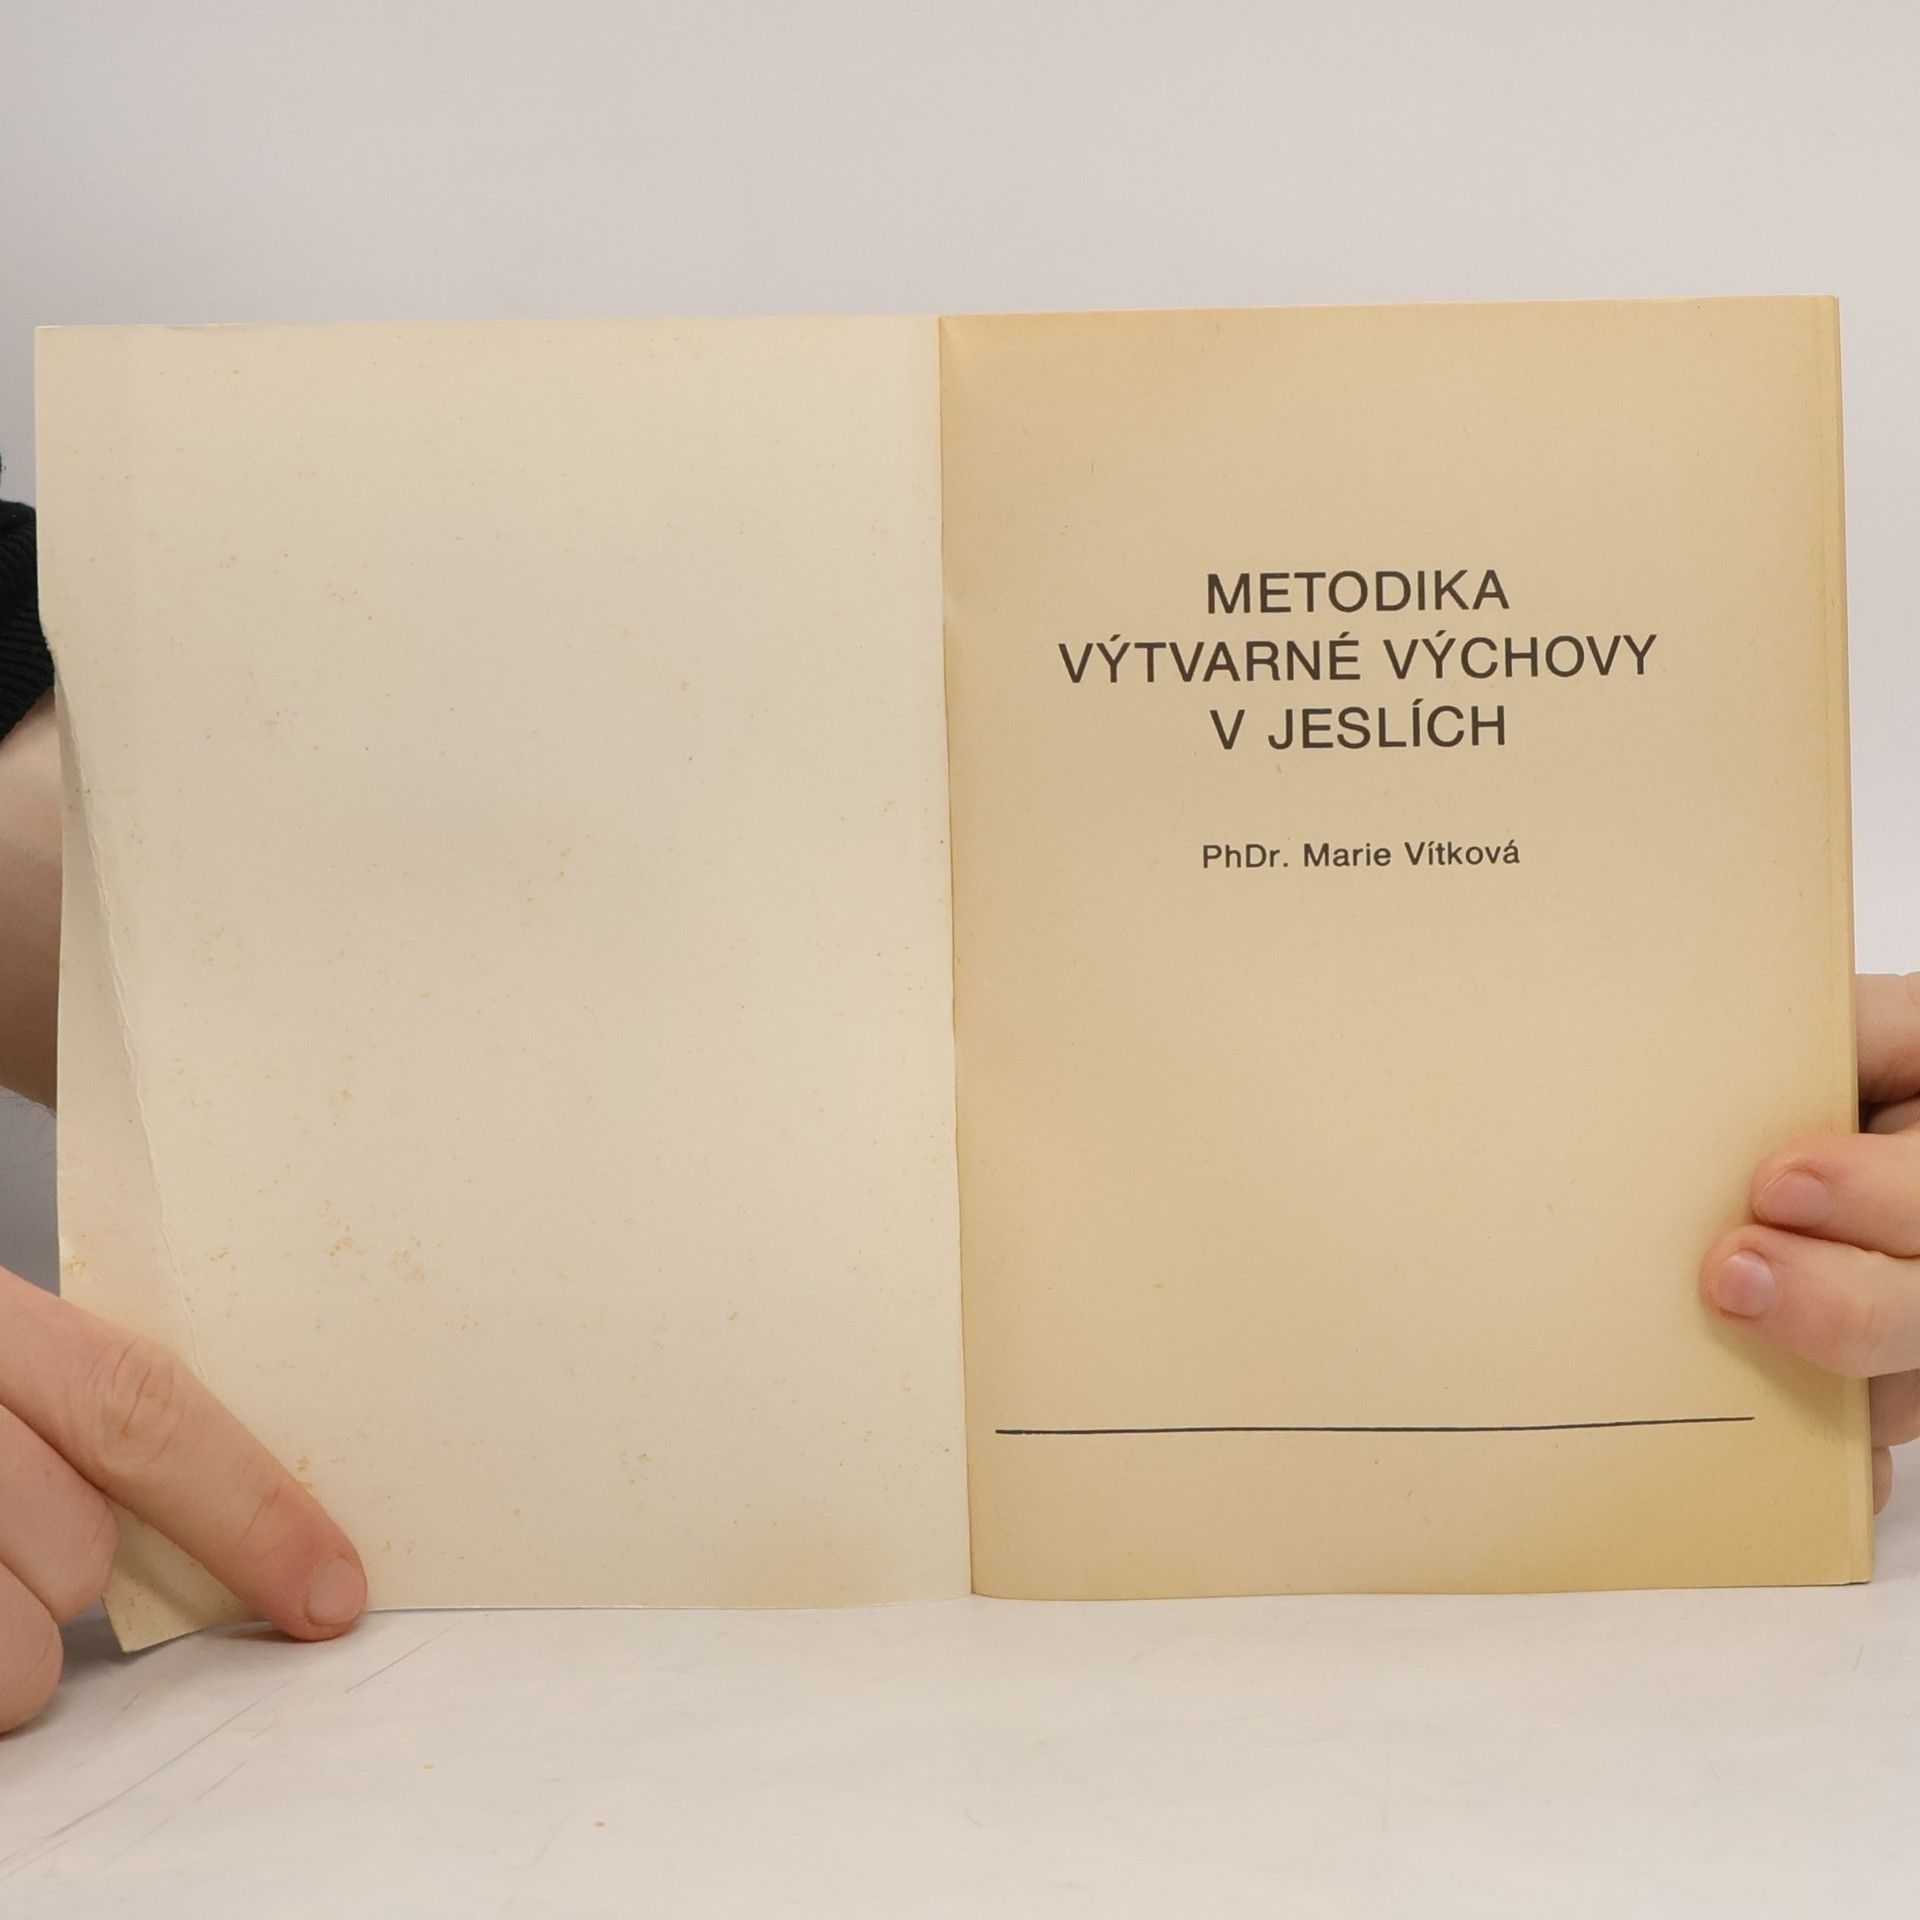 METODIKA
VÝTVARNÉ VÝCHOVY
V JESLÍCH
PhDr. Marie Vítková